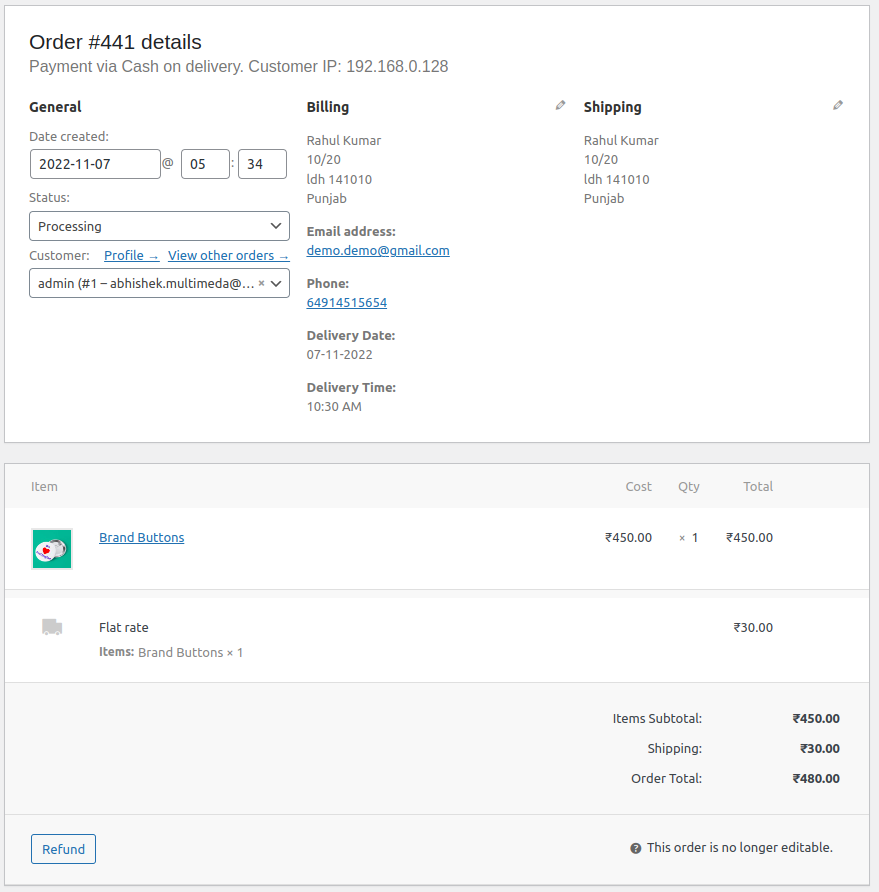 Order #441 details
Payment via Cash on delivery. Customer IP: 192.168.0.128
General
Date created:
2022-11-07 @ 05 : 34
Status:
Processing
Customer: Profile → View other orders →
admin (#1 – abhishek.multimeda@... ×
Billing
Rahul Kumar
10/20
ldh 141010
Punjab
Email address:
demo.demo@gmail.com
Phone:
64914515654
Delivery Date:
07-11-2022
Delivery Time:
10:30 AM
Shipping
Rahul Kumar
10/20
ldh 141010
Punjab
Item Cost Qty Total
Brand Buttons ₹450.00 × 1 ₹450.00
Flat rate ₹30.00
Items: Brand Buttons × 1
Items Subtotal: ₹450.00
Shipping: ₹30.00
Order Total: ₹480.00
Refund ? This order is no longer editable.